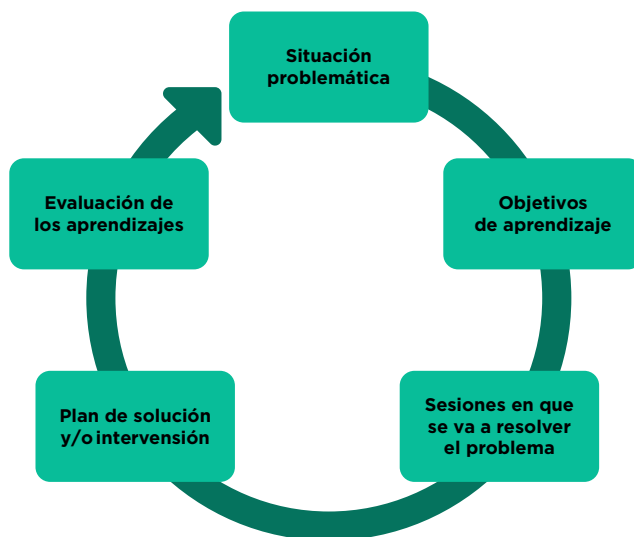 Situación
problemática
Objetivos
de aprendizaje
Sesiones en que
se va a resolver
el problema
Plan de solución
y/o intervensión
Evaluación de
los aprendizajes